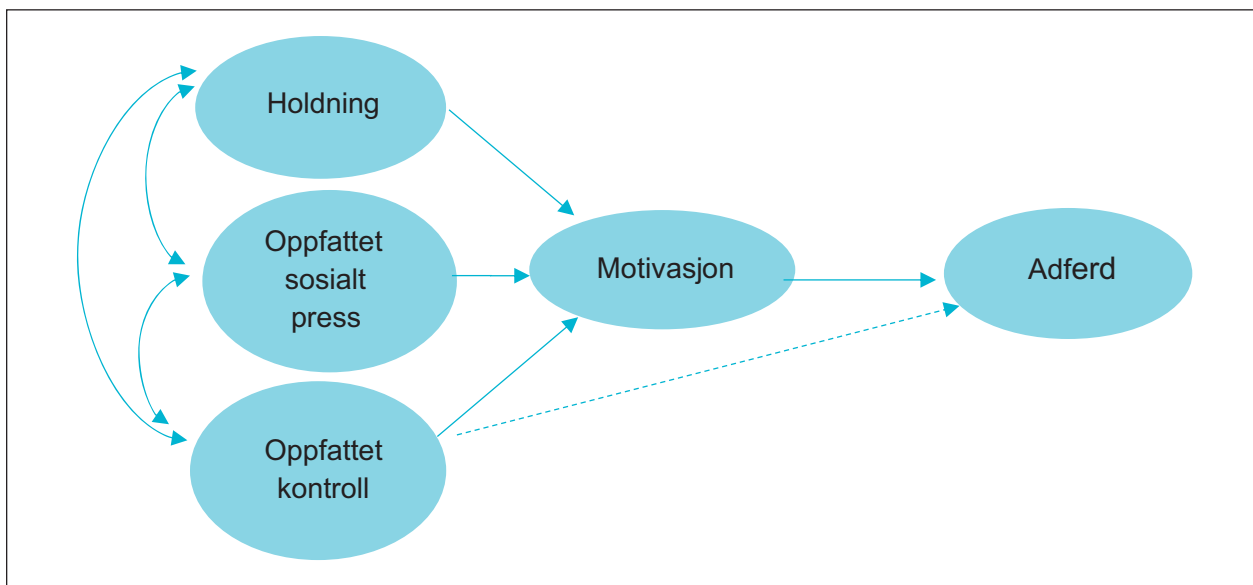 Holdning
Oppfattet
sosialt
press
Motivasjon
Adferd
Oppfattet
kontroll